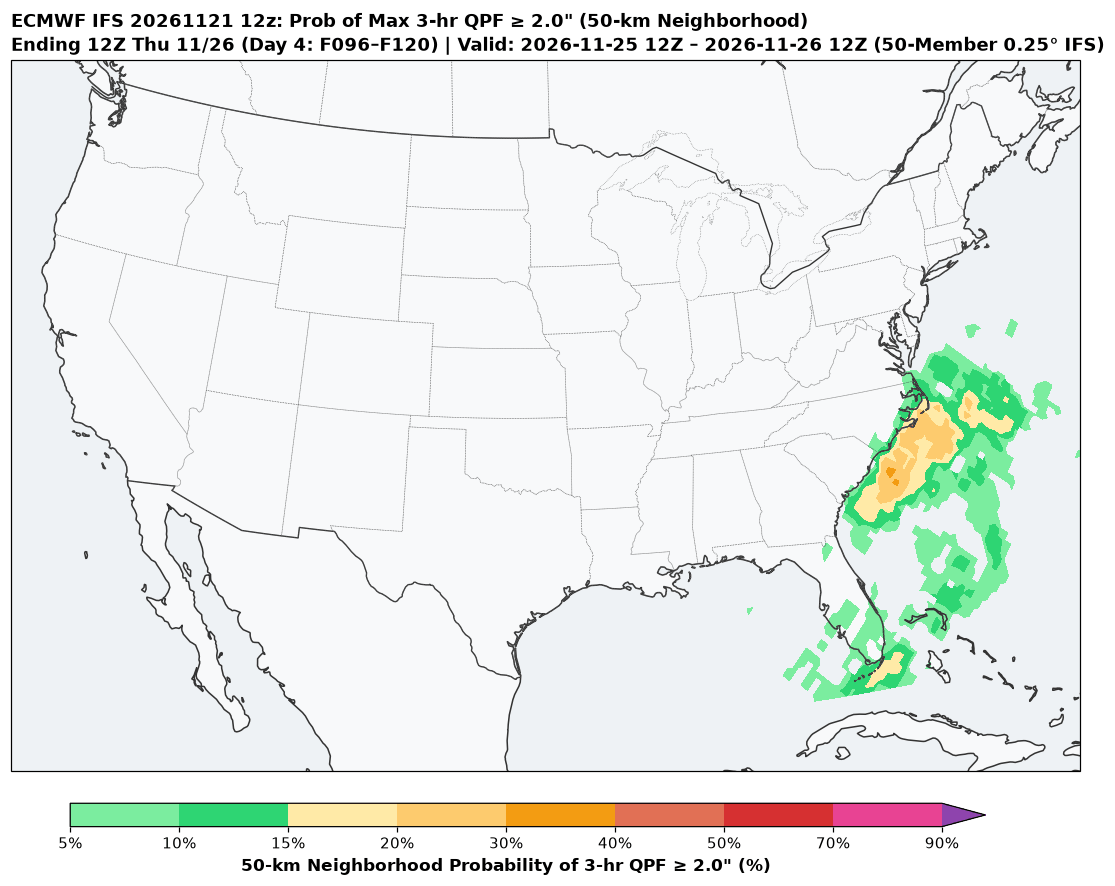 ECMWF IFS 20261121 12z: Prob of Max 3-hr QPF ≥ 2.0" (50-km Neighborhood)
Ending 12Z Thu 11/26 (Day 4: F096–F120) | Valid: 2026-11-25 12Z – 2026-11-26 12Z (50-Member 0.25° IFS)
5% 10% 15% 20% 30% 40% 50% 70% 90%
50-km Neighborhood Probability of 3-hr QPF ≥ 2.0" (%)